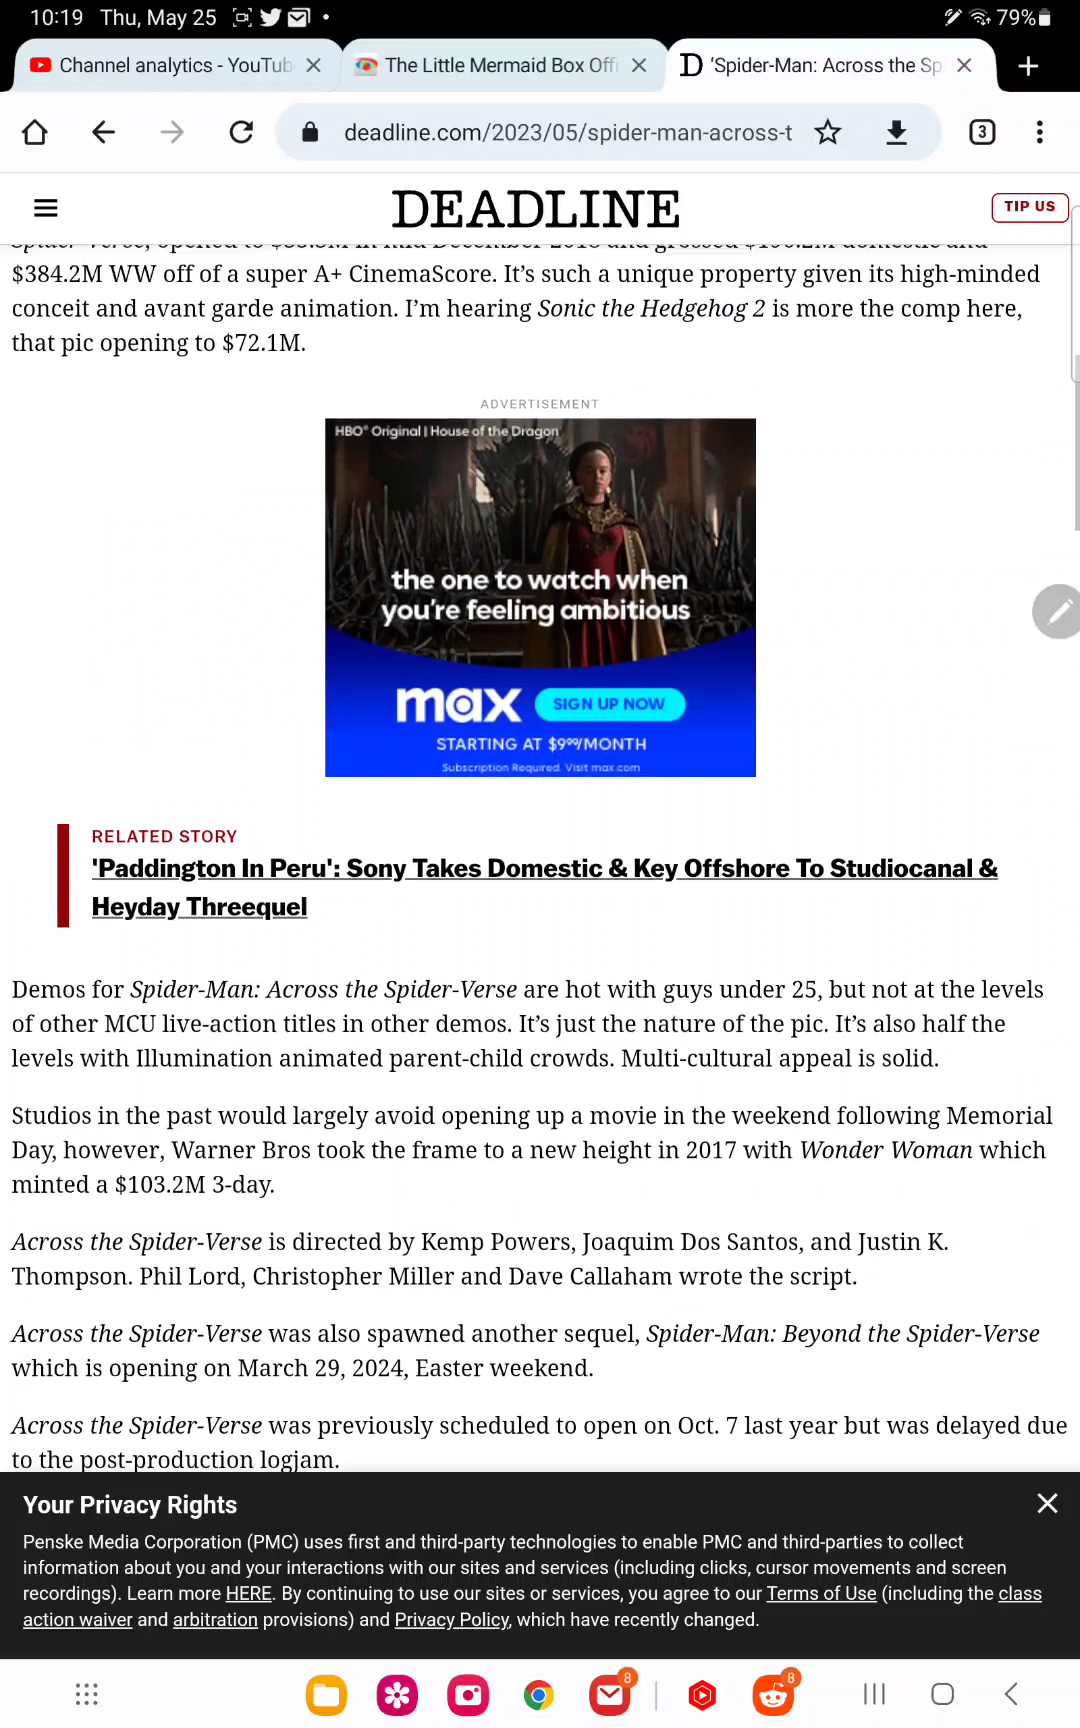 10:19 Thu, May 25
79%
Channel analytics - YouTub
The Little Mermaid Box Offi
D 'Spider-Man: Across the Sp
deadline.com/2023/05/spider-man-across-t
3
DEADLINE
TIP US
$384.2M WW off of a super A+ CinemaScore. It's such a unique property given its high-minded
conceit and avant garde animation. I'm hearing Sonic the Hedgehog 2 is more the comp here,
that pic opening to $72.1M.
ADVERTISEMENT
HBO® Original | House of the Dragon
the one to watch when
you're feeling ambitious
max
SIGN UP NOW
STARTING AT $9⁹⁹/MONTH
Subscription Required. Visit max.com
RELATED STORY
'Paddington In Peru': Sony Takes Domestic & Key Offshore To Studiocanal &
Heyday Threequel
Demos for Spider-Man: Across the Spider-Verse are hot with guys under 25, but not at the levels
of other MCU live-action titles in other demos. It's just the nature of the pic. It's also half the
levels with Illumination animated parent-child crowds. Multi-cultural appeal is solid.
Studios in the past would largely avoid opening up a movie in the weekend following Memorial
Day, however, Warner Bros took the frame to a new height in 2017 with Wonder Woman which
minted a $103.2M 3-day.
Across the Spider-Verse is directed by Kemp Powers, Joaquim Dos Santos, and Justin K.
Thompson. Phil Lord, Christopher Miller and Dave Callaham wrote the script.
Across the Spider-Verse was also spawned another sequel, Spider-Man: Beyond the Spider-Verse
which is opening on March 29, 2024, Easter weekend.
Across the Spider-Verse was previously scheduled to open on Oct. 7 last year but was delayed due
to the post-production logjam.
Your Privacy Rights
Penske Media Corporation (PMC) uses first and third-party technologies to enable PMC and third-parties to collect
information about you and your interactions with our sites and services (including clicks, cursor movements and screen
recordings). Learn more HERE. By continuing to use our sites or services, you agree to our Terms of Use (including the class
action waiver and arbitration provisions) and Privacy Policy, which have recently changed.
8
8